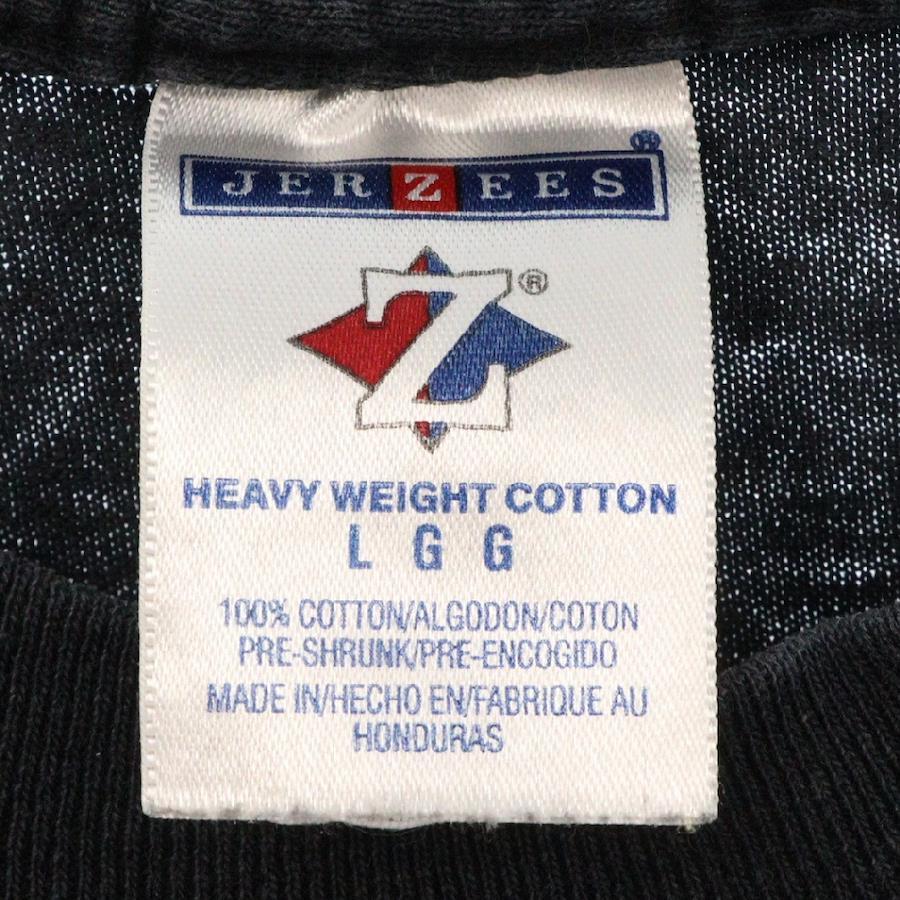 JERZEES®
Z®
HEAVY WEIGHT COTTON
L G G
100% COTTON/ALGODON/COTON
PRE-SHRUNK/PRE-ENCOGIDO
MADE IN/HECHO EN/FABRIQUE AU
HONDURAS